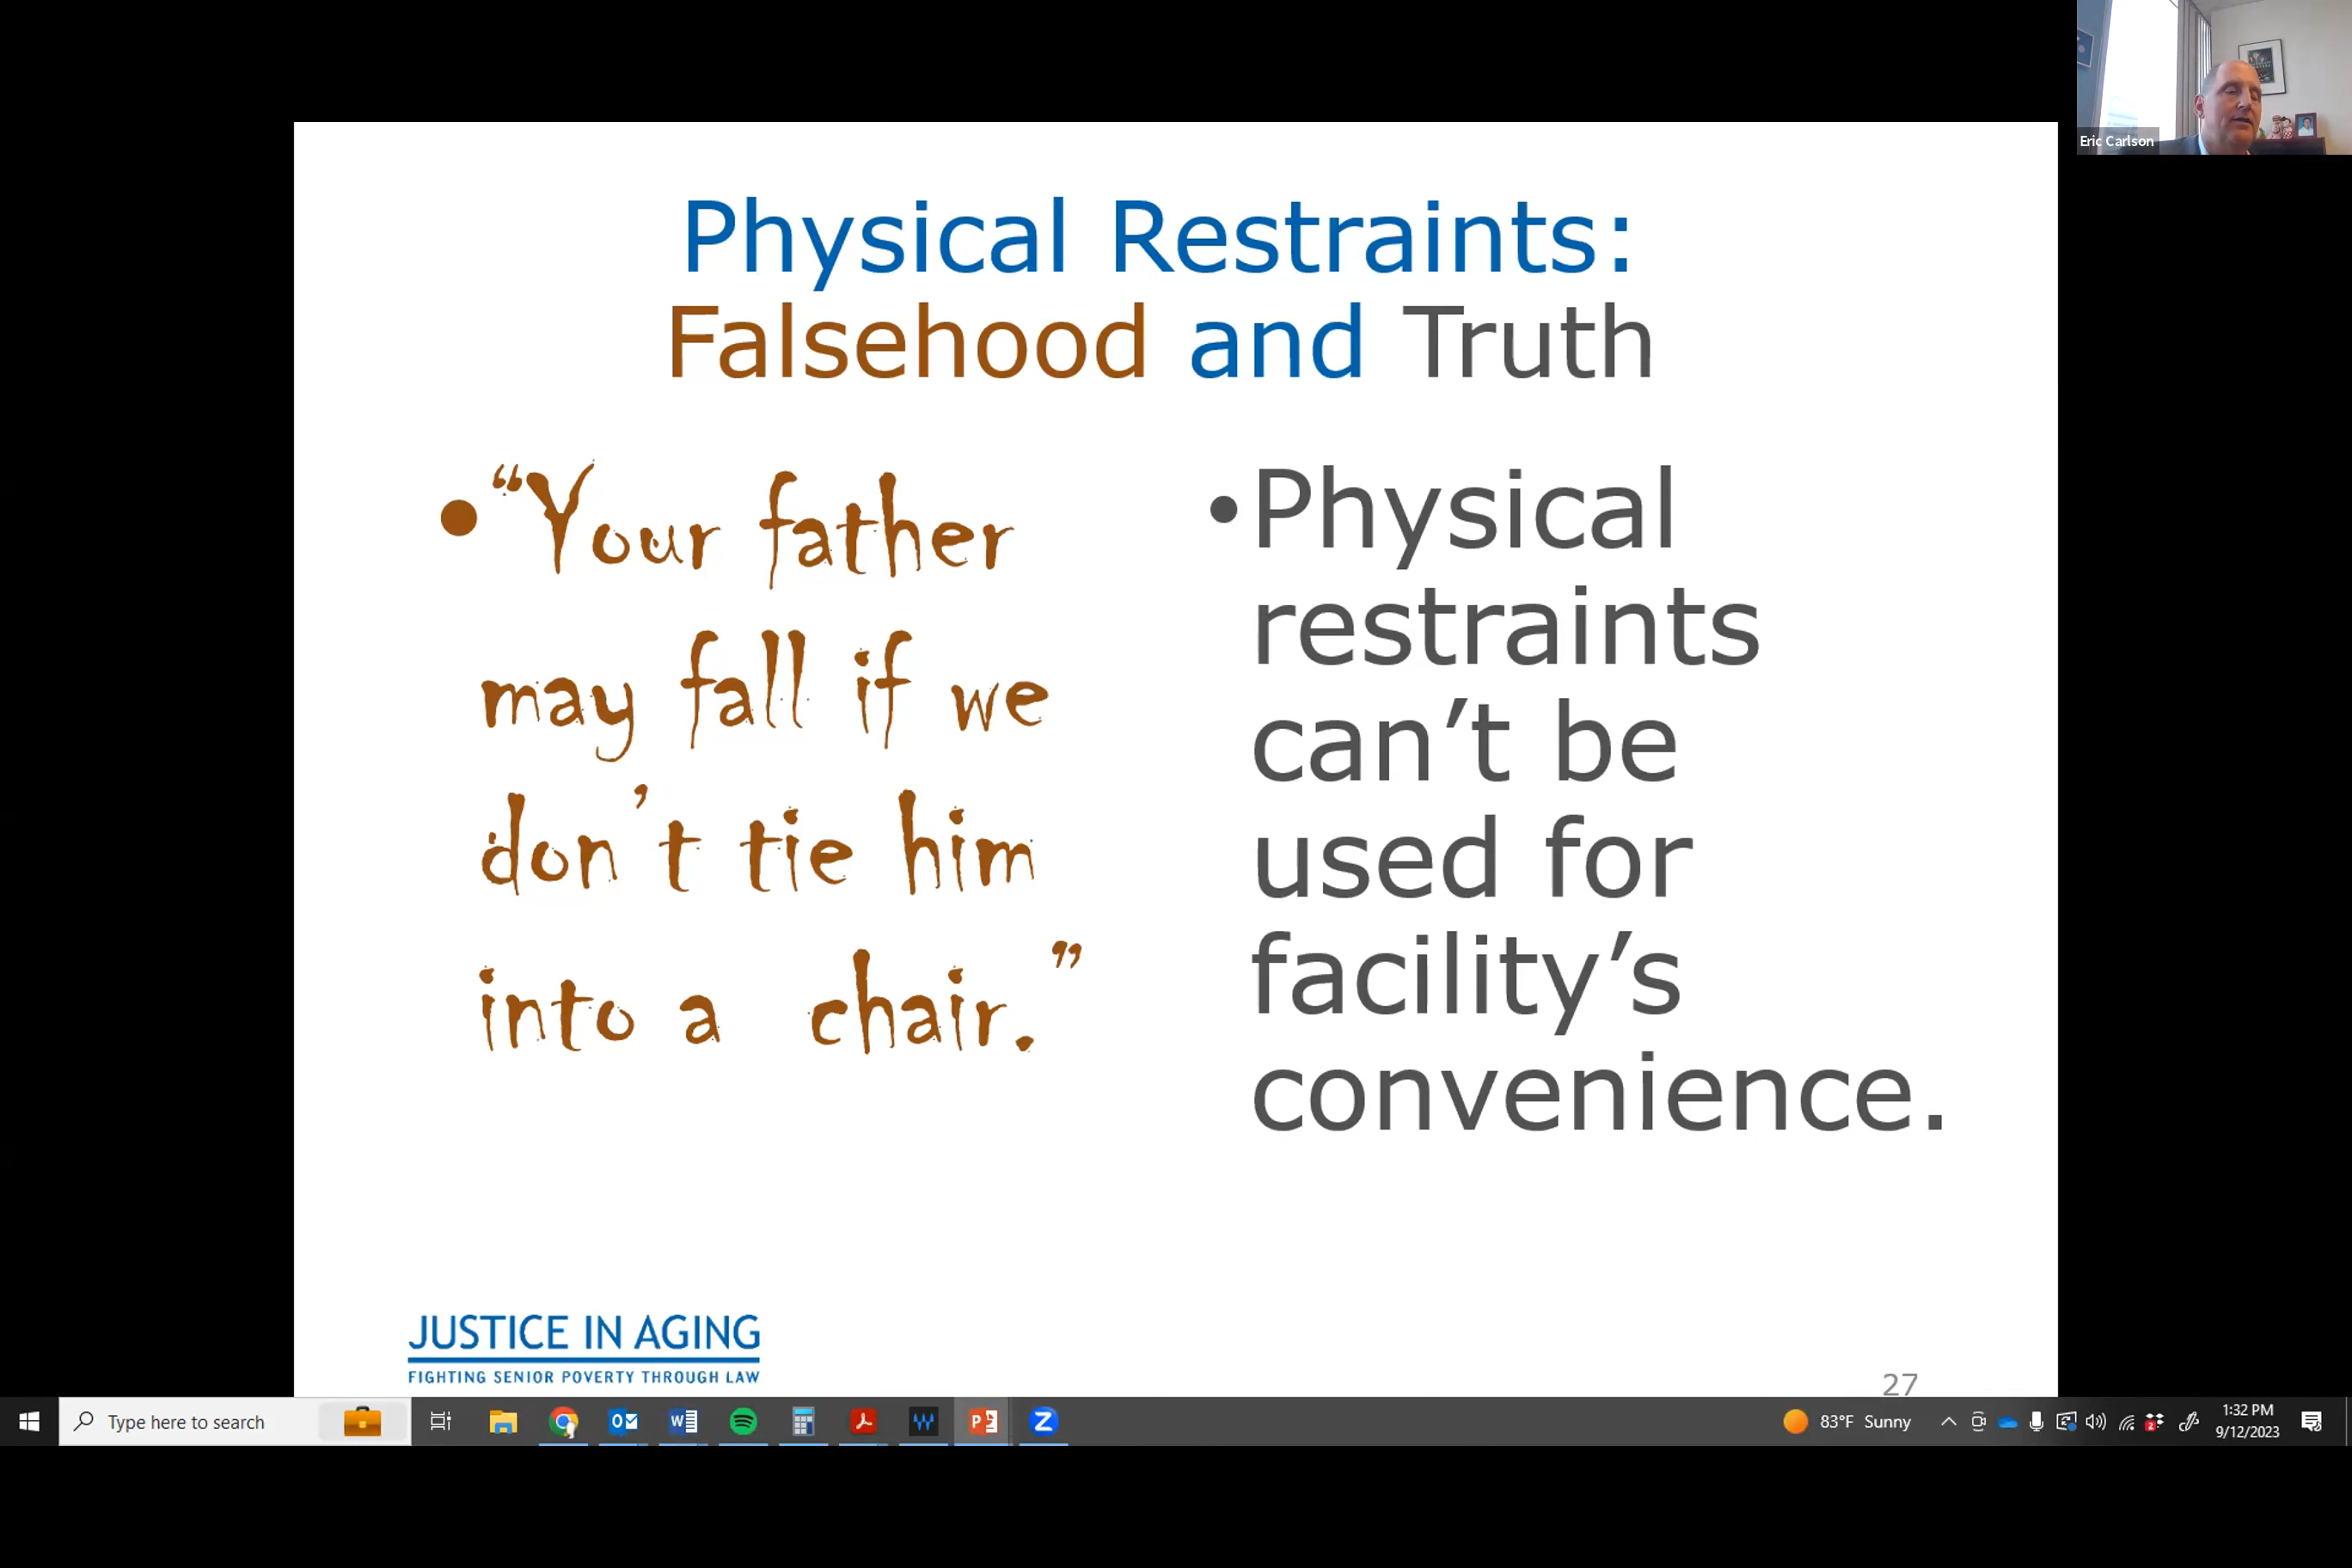 Eric Carlson
Physical Restraints:
Falsehood and Truth
•“Your father
may fall if we
don’t tie him
into a chair.”
•Physical
restraints
can’t be
used for
facility’s
convenience.
JUSTICE IN AGING
FIGHTING SENIOR POVERTY THROUGH LAW
27
Type here to search
83°F Sunny
1:32 PM
9/12/2023